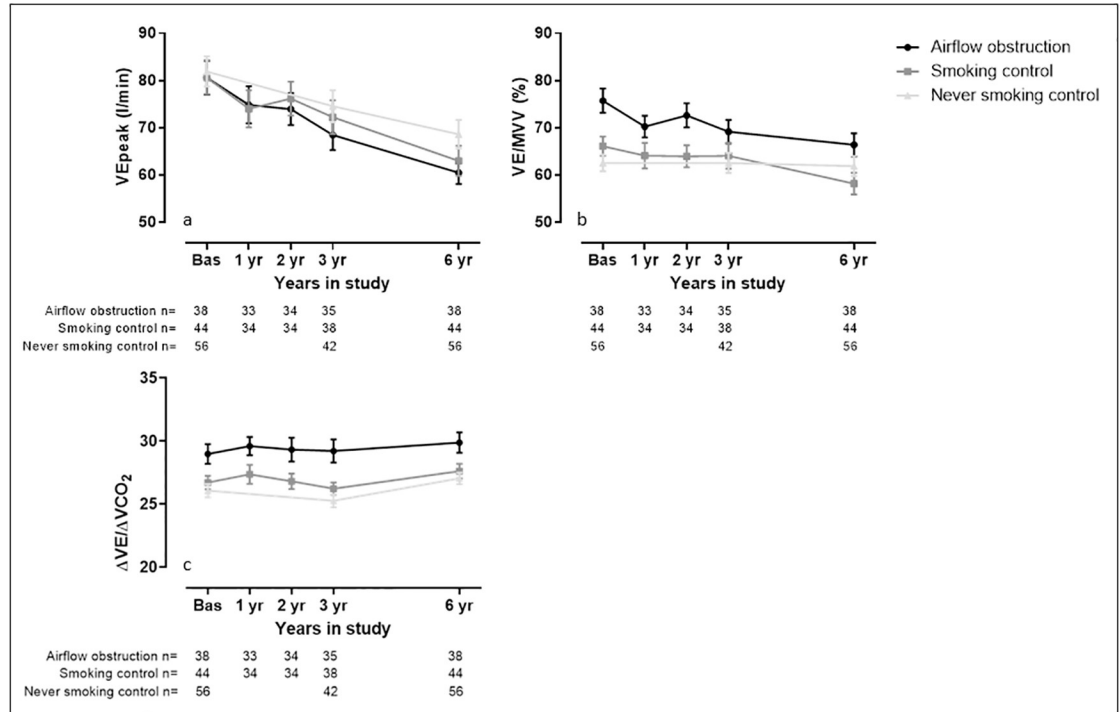 90
80
70
60
50
VEpeak (l/min)
a
Bas 1 yr 2 yr 3 yr 6 yr
Years in study
Airflow obstruction n= 38 33 34 35 38
Smoking control n= 44 34 34 38 44
Never smoking control n= 56 42 56
90
80
70
60
50
VE/MVV (%)
b
Bas 1 yr 2 yr 3 yr 6 yr
Years in study
38 33 34 35 38
44 34 34 38 44
56 42 56
Airflow obstruction
Smoking control
Never smoking control
35
30
25
20
ΔVE/ΔVCO₂
c
Bas 1 yr 2 yr 3 yr 6 yr
Years in study
Airflow obstruction n= 38 33 34 35 38
Smoking control n= 44 34 34 38 44
Never smoking control n= 56 42 56